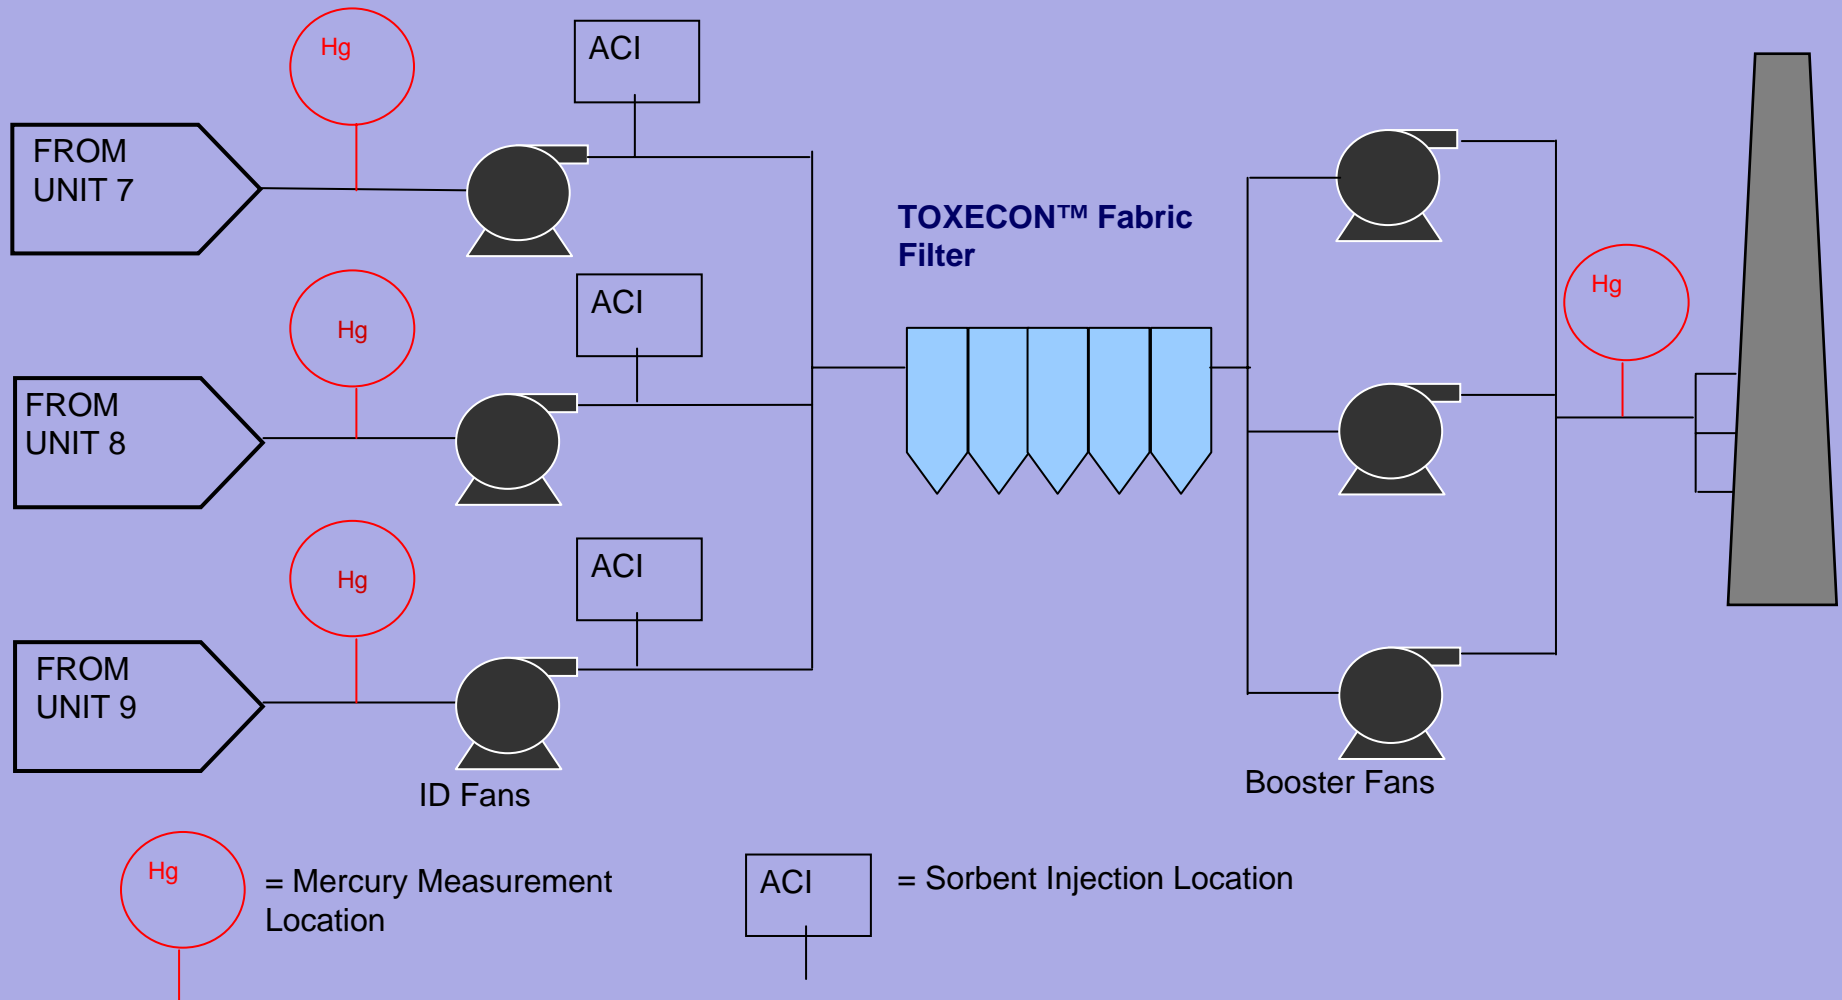 Hg
ACI
FROM
UNIT 7
TOXECON™ Fabric
Filter
Hg
ACI
Hg
FROM
UNIT 8
Hg
ACI
FROM
UNIT 9
ID Fans
Booster Fans
Hg
= Mercury Measurement
Location
ACI
= Sorbent Injection Location